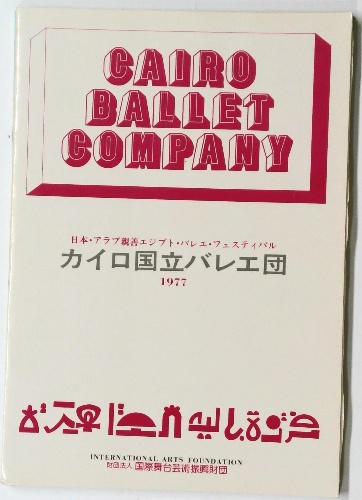 CAIRO
BALLET
COMPANY
日本・アラブ親善エジプト・バレエ・フェスティバル
カイロ国立バレエ団
1977
INTERNATIONAL ARTS FOUNDATION
財団法人 国際舞台芸術振興財団